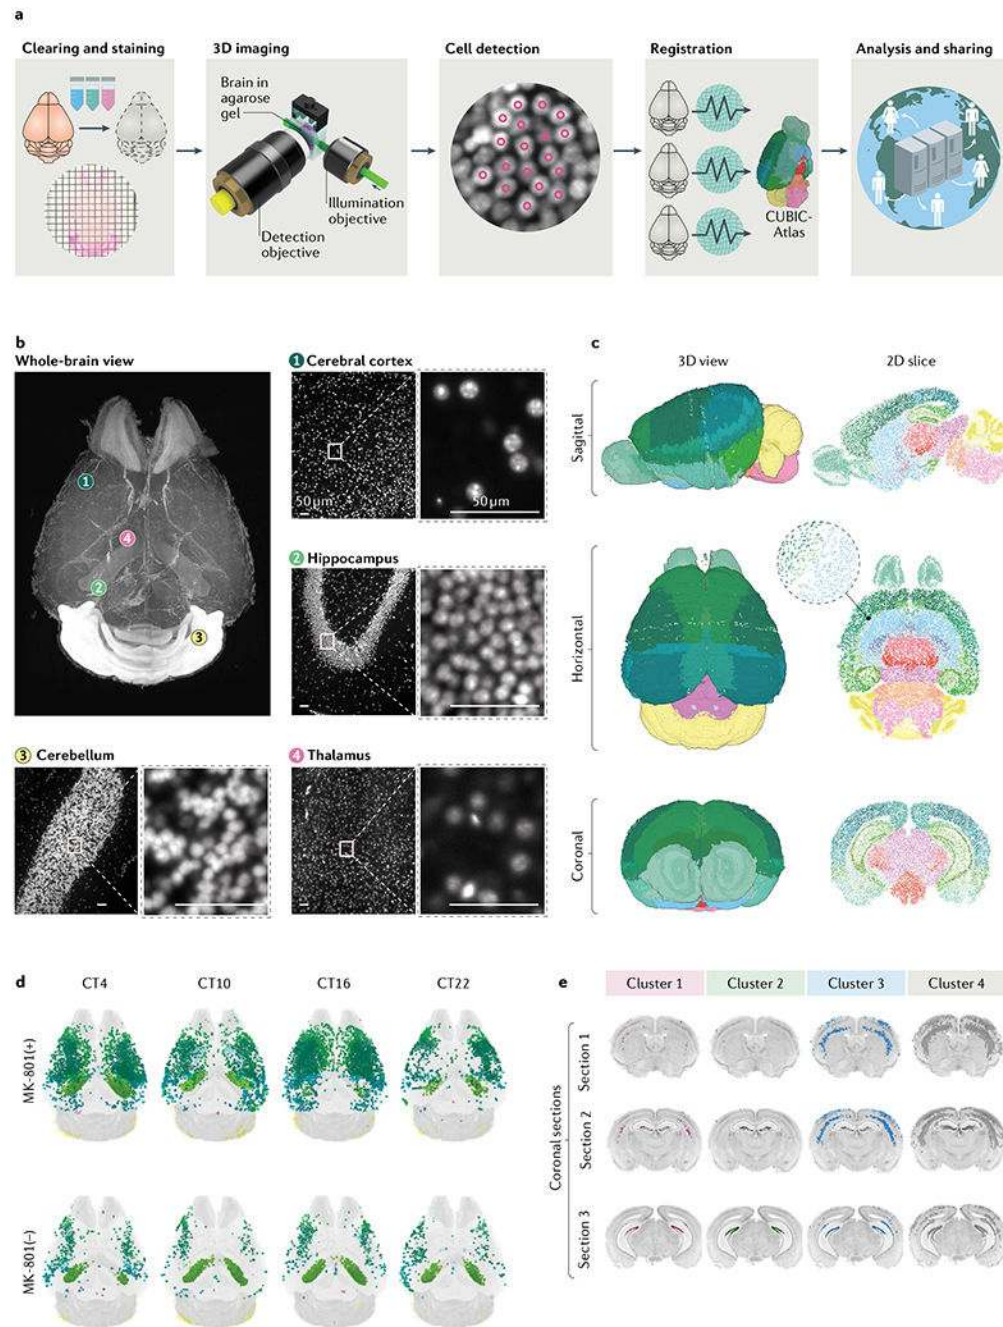 a
Clearing and staining
3D imaging
Cell detection
Registration
Analysis and sharing
Brain in
agarose
gel
Illumination
objective
Detection
objective
CUBIC-
Atlas
b
Whole-brain view
1
2
3
4
1 Cerebral cortex
50 µm
50 µm
2 Hippocampus
3 Cerebellum
4 Thalamus
c
3D view
2D slice
Sagittal
Horizontal
Coronal
d
CT4
CT10
CT16
CT22
MK-801(+)
MK-801(–)
e
Cluster 1
Cluster 2
Cluster 3
Cluster 4
Coronal sections
Section 1
Section 2
Section 3